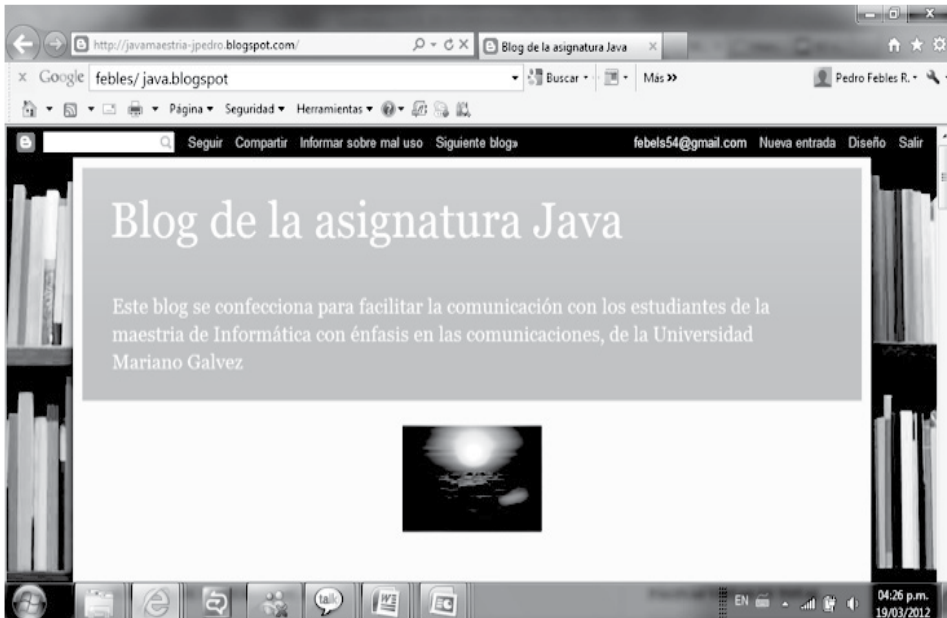 http://javamaestria-jpedro.blogspot.com/
Blog de la asignatura Java
x Google febles/ java.blogspot Buscar Más » Pedro Febles R.
Página Seguridad Herramientas
Seguir Compartir Informar sobre mal uso Siguiente blog» febels54@gmail.com Nueva entrada Diseño Salir
Blog de la asignatura Java
Este blog se confecciona para facilitar la comunicación con los estudiantes de la
maestria de Informática con énfasis en las comunicaciones, de la Universidad
Mariano Galvez
talk
EN
04:26 p.m.
19/03/2012